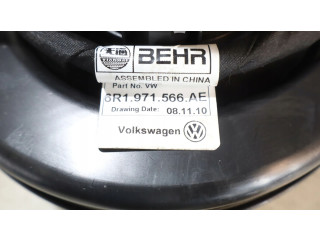 BEHR
ASSEMBLED IN CHINA
Part No. VW
6R1.971.566.AE
Drawing Date: 08.11.10
Volkswagen